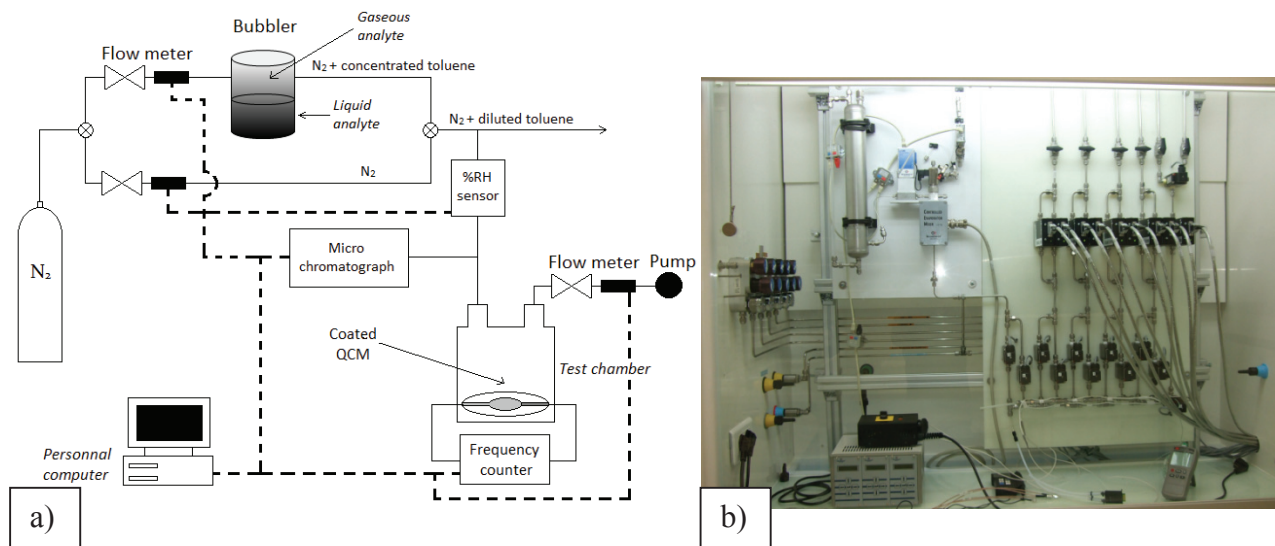 Bubbler
Gaseous
analyte
Flow meter
N₂ + concentrated toluene
Liquid
analyte
N₂ + diluted toluene
N₂
%RH
sensor
N₂
Micro
chromatograph
Flow meter
Pump
Coated
QCM
Test chamber
Personnal
computer
Frequency
counter
a)
b)